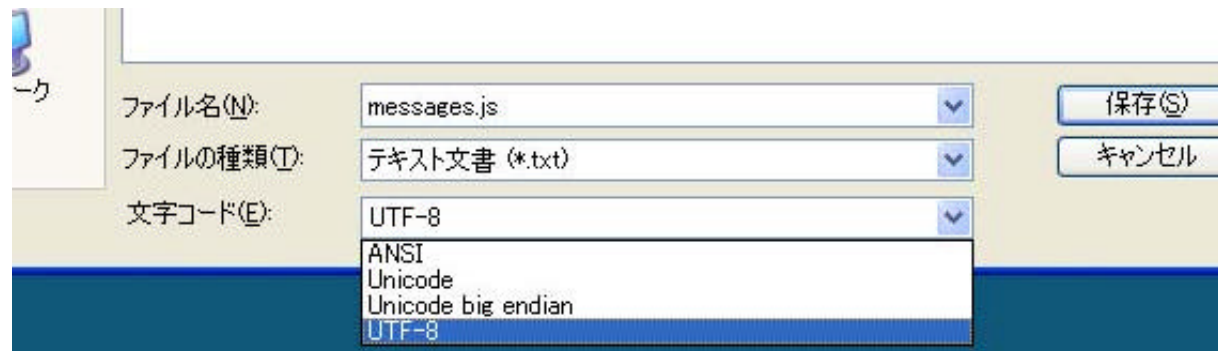 ーク
ファイル名(N): messages.js 保存(S)
ファイルの種類(T): テキスト文書 (*.txt) キャンセル
文字コード(E): UTF-8
ANSI
Unicode
Unicode big endian
UTF-8